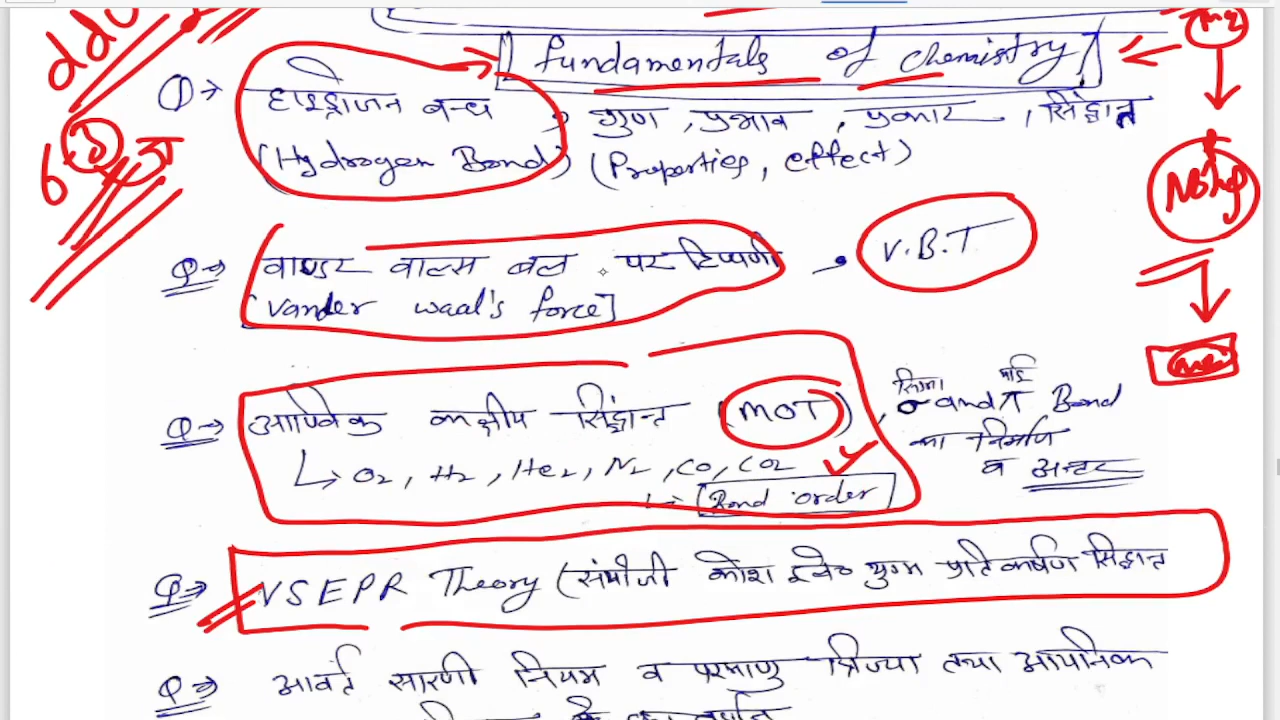 ddu
Fundamentals of Chemistry
Q→ हाइड्रोजन बन्ध, गुण, प्रभाव, प्रकार, सिद्धान्त
(Hydrogen Bond) (Properties, effect)
Q→ वाण्डर वाल्स बल पर टिप्पणी, V.B.T
[Vander waal's force]
Q→ आण्विक कक्षीय सिद्धान्त (MOT), σ and π Bond
सिग्मा पाई
का निर्माण
↳ O2, H2, He2, N2, CO, CO2 व अन्तर
↳ [Bond order]
Q→ VSEPR Theory (संयोजी कोश इले० युग्म प्रतिकर्षण सिद्धान्त
Q→ आवर्त सारणी नियम व परमाणु त्रिज्या तथा आयनिक